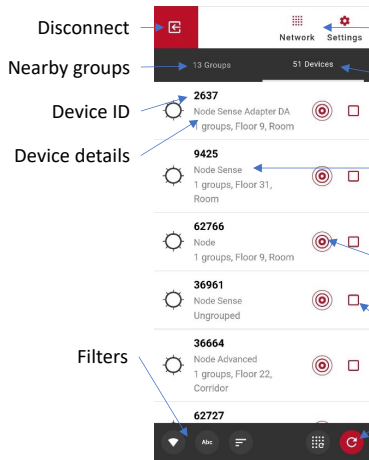 Disconnect
Network Settings
Nearby groups
13 Groups
51 Devices
Device ID
2637
Node Sense Adapter DA
1 groups, Floor 9, Room
Device details
9425
Node Sense
1 groups, Floor 31,
Room
62766
Node
1 groups, Floor 9, Room
36961
Node Sense
Ungrouped
36664
Node Advanced
1 groups, Floor 22,
Corridor
Filters
62727
Abc